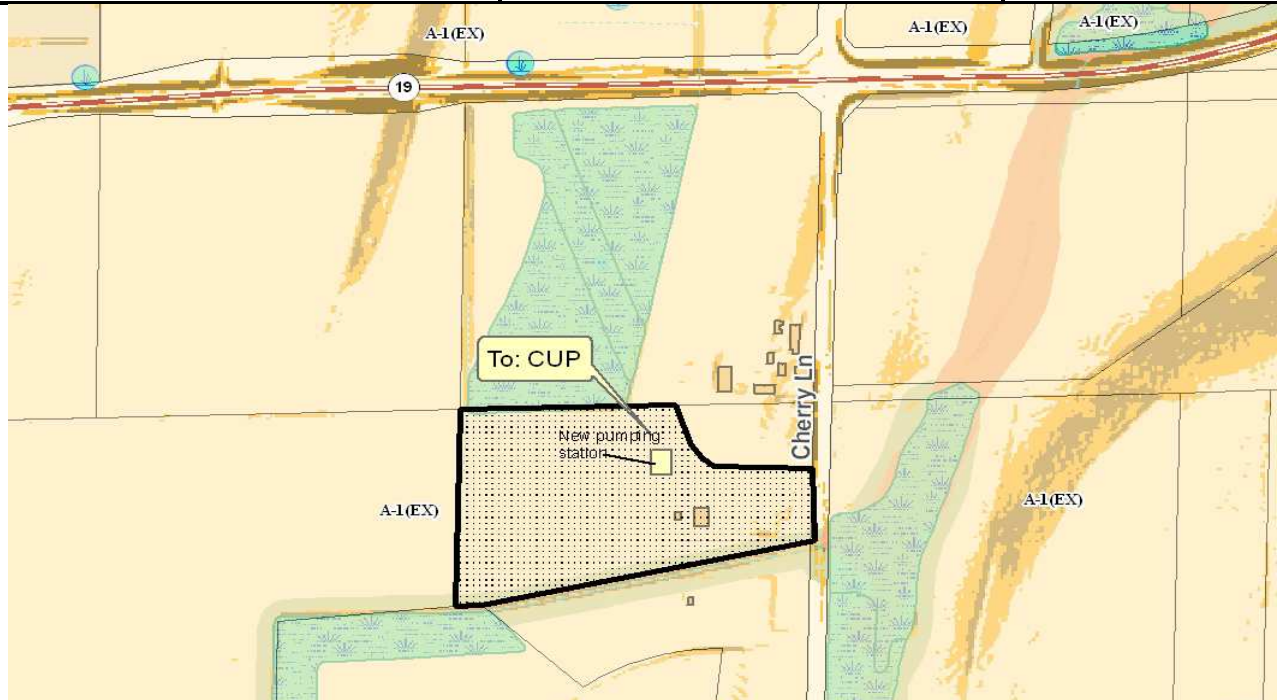 A-1(EX)
A-1(EX)
A-1(EX)
19
To: CUP
Cherry Ln
New pumping
station
A-1(EX)
A-1(EX)